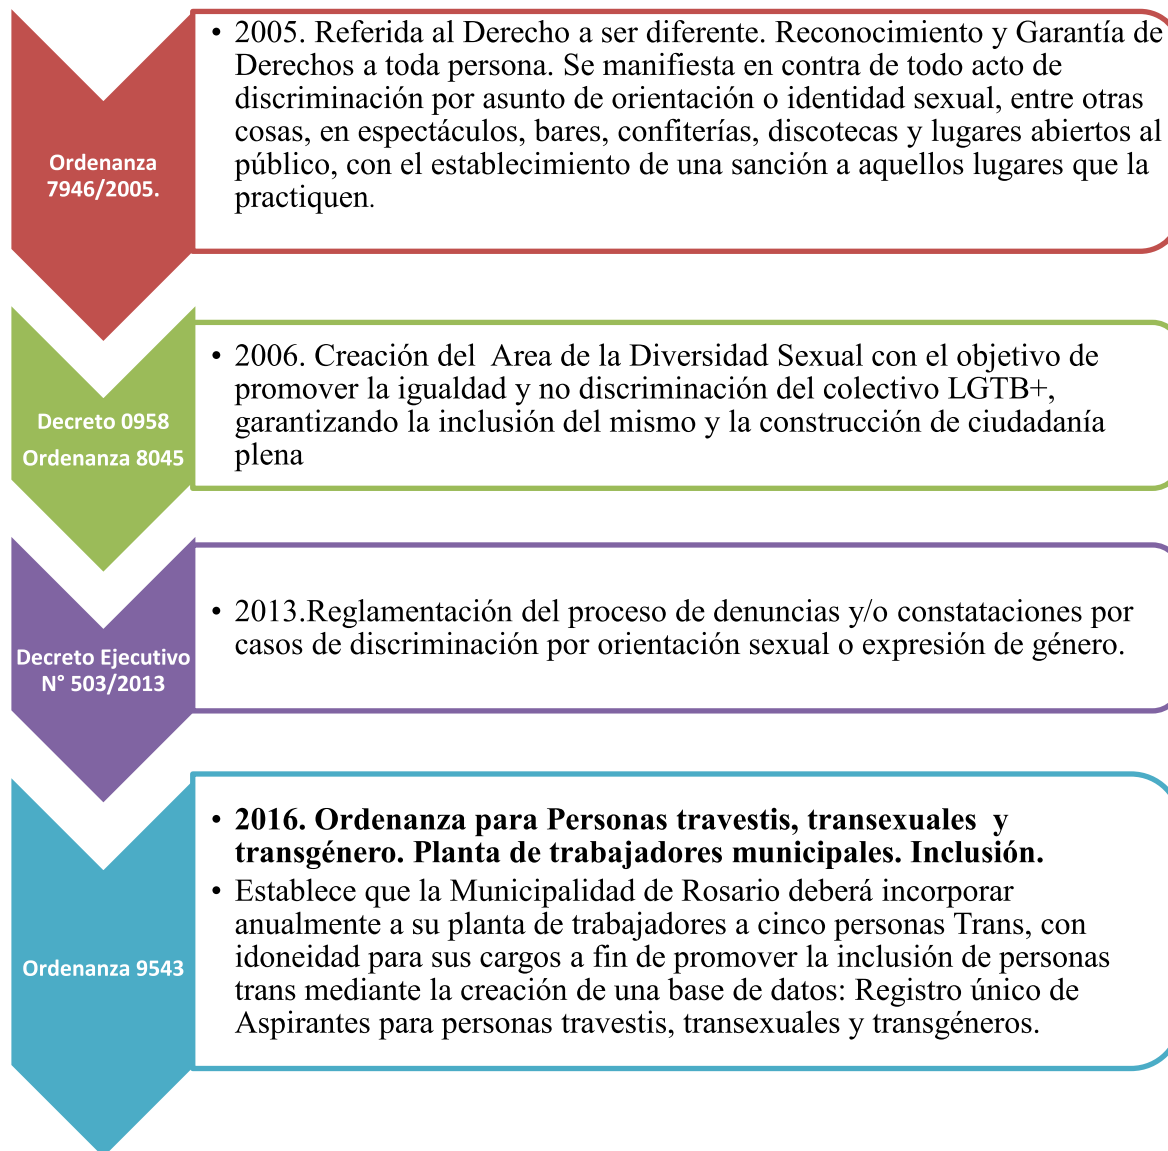 Ordenanza
7946/2005.
• 2005. Referida al Derecho a ser diferente. Reconocimiento y Garantía de
Derechos a toda persona. Se manifiesta en contra de todo acto de
discriminación por asunto de orientación o identidad sexual, entre otras
cosas, en espectáculos, bares, confiterías, discotecas y lugares abiertos al
público, con el establecimiento de una sanción a aquellos lugares que la
practiquen.
Decreto 0958
Ordenanza 8045
• 2006. Creación del  Area de la Diversidad Sexual con el objetivo de
promover la igualdad y no discriminación del colectivo LGTB+,
garantizando la inclusión del mismo y la construcción de ciudadanía
plena
Decreto Ejecutivo
N° 503/2013
• 2013.Reglamentación del proceso de denuncias y/o constataciones por
casos de discriminación por orientación sexual o expresión de género.
Ordenanza 9543
• 2016. Ordenanza para Personas travestis, transexuales  y
transgénero. Planta de trabajadores municipales. Inclusión.
• Establece que la Municipalidad de Rosario deberá incorporar
anualmente a su planta de trabajadores a cinco personas Trans, con
idoneidad para sus cargos a fin de promover la inclusión de personas
trans mediante la creación de una base de datos: Registro único de
Aspirantes para personas travestis, transexuales y transgéneros.